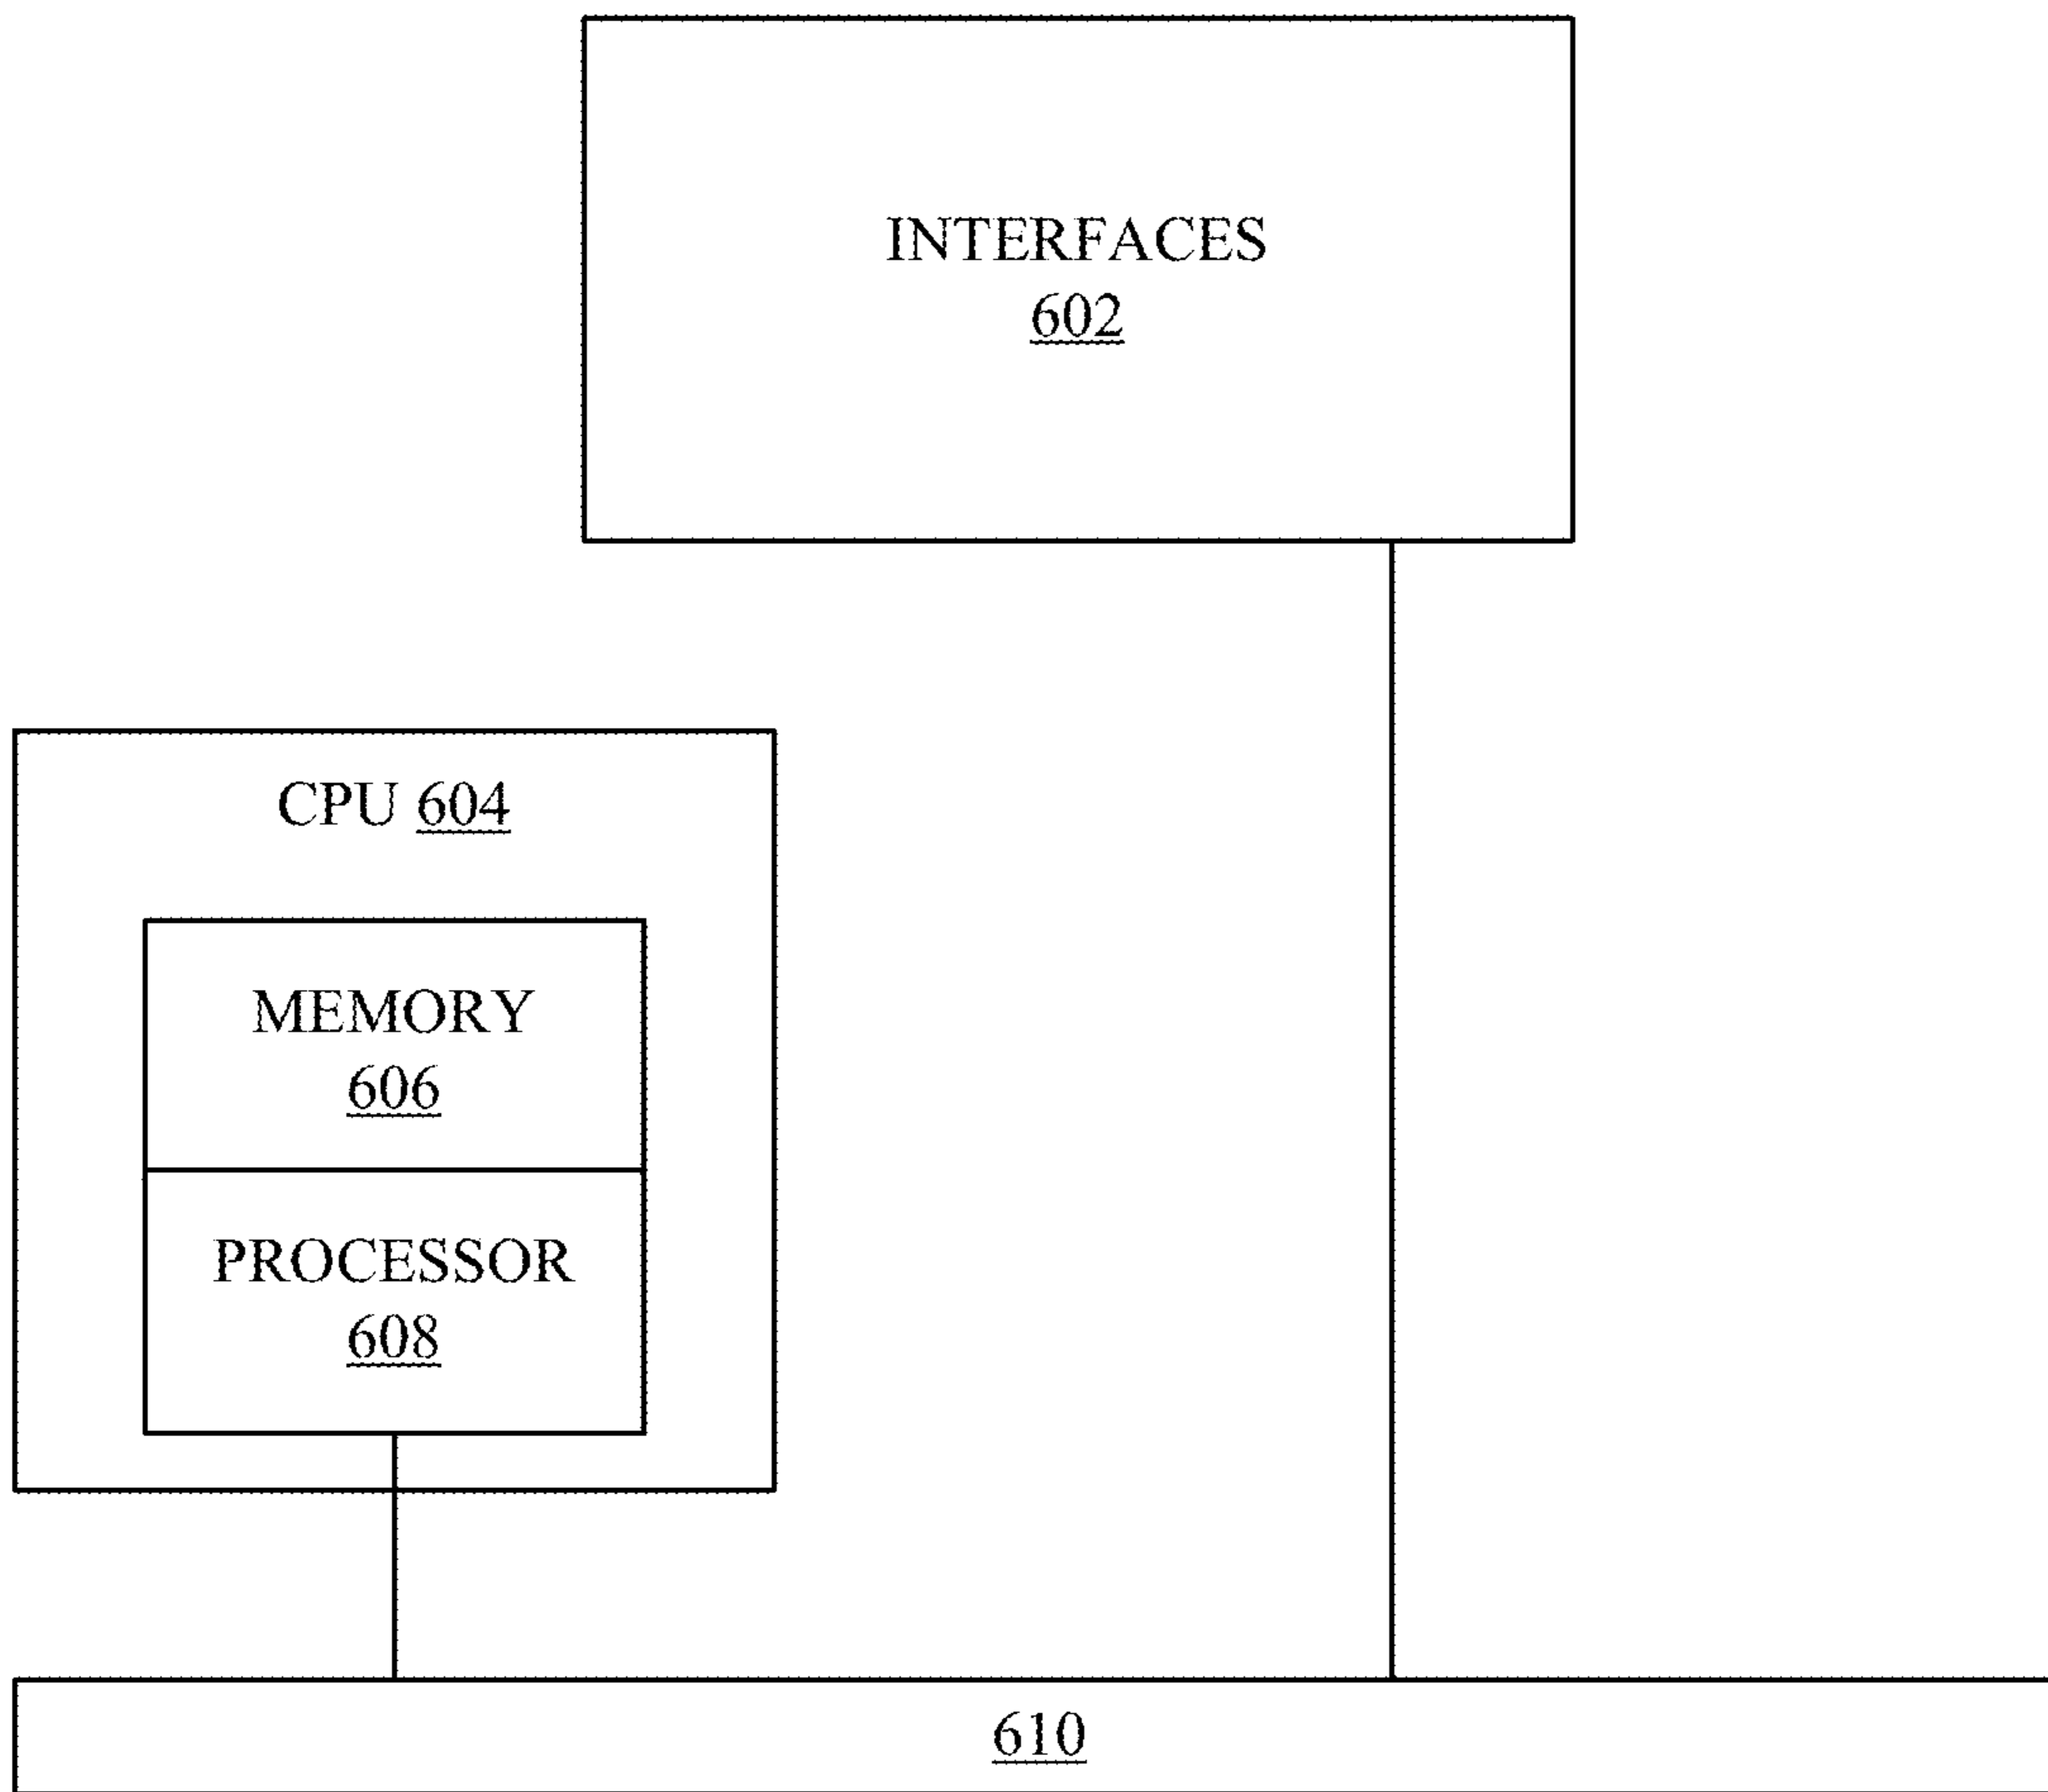 INTERFACES
602
CPU 604
MEMORY
606
PROCESSOR
608
610